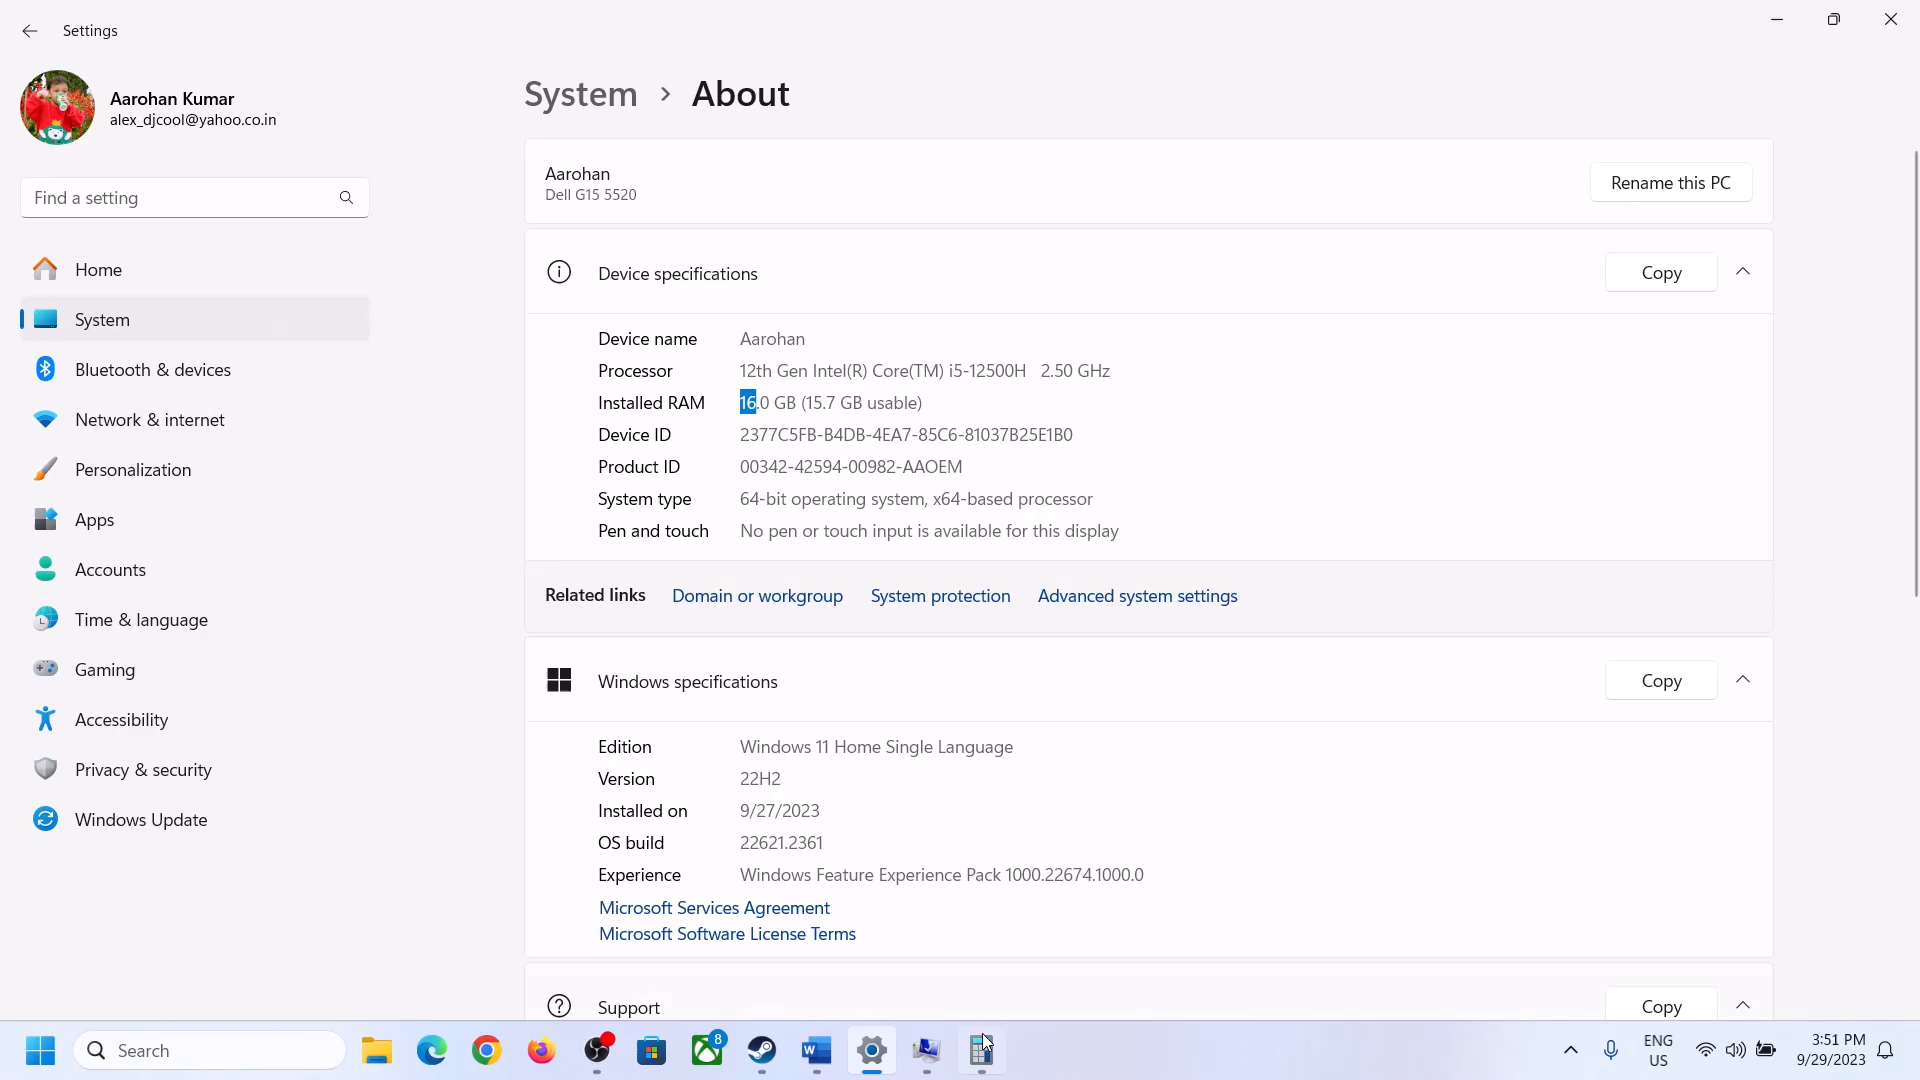 Settings
Aarohan Kumar
alex_djcool@yahoo.co.in
Find a setting
Home
System
Bluetooth & devices
Network & internet
Personalization
Apps
Accounts
Time & language
Gaming
Accessibility
Privacy & security
Windows Update
System > About
Aarohan
Dell G15 5520
Rename this PC
Device specifications
Copy
Device name Aarohan
Processor 12th Gen Intel(R) Core(TM) i5-12500H 2.50 GHz
Installed RAM 16.0 GB (15.7 GB usable)
Device ID 2377C5FB-B4DB-4EA7-85C6-81037B25E1B0
Product ID 00342-42594-00982-AAOEM
System type 64-bit operating system, x64-based processor
Pen and touch No pen or touch input is available for this display
Related links Domain or workgroup System protection Advanced system settings
Windows specifications
Copy
Edition Windows 11 Home Single Language
Version 22H2
Installed on 9/27/2023
OS build 22621.2361
Experience Windows Feature Experience Pack 1000.22674.1000.0
Microsoft Services Agreement
Microsoft Software License Terms
Support
Copy
Search
8
W
ENG
US
3:51 PM
9/29/2023